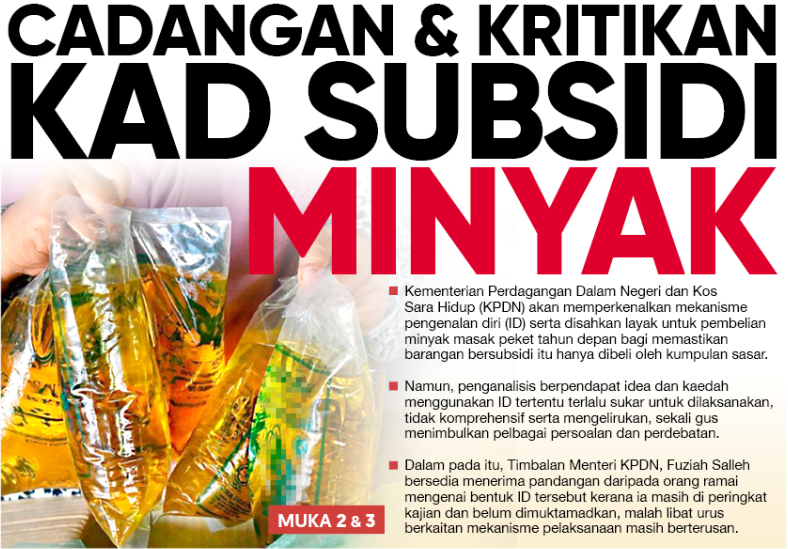 CADANGAN & KRITIKAN
KAD SUBSIDI
MINYAK
Kementerian Perdagangan Dalam Negeri dan Kos
Sara Hidup (KPDN) akan memperkenalkan mekanisme
pengenalan diri (ID) serta disahkan layak untuk pembelian
minyak masak peket tahun depan bagi memastikan
barangan bersubsidi itu hanya dibeli oleh kumpulan sasar.
Namun, penganalisis berpendapat idea dan kaedah
menggunakan ID tertentu terlalu sukar untuk dilaksanakan,
tidak komprehensif serta mengelirukan, sekali gus
menimbulkan pelbagai persoalan dan perdebatan.
Dalam pada itu, Timbalan Menteri KPDN, Fuziah Salleh
bersedia menerima pandangan daripada orang ramai
mengenai bentuk ID tersebut kerana ia masih di peringkat
kajian dan belum dimuktamadkan, malah libat urus
berkaitan mekanisme pelaksanaan masih berterusan.
MUKA 2 & 3